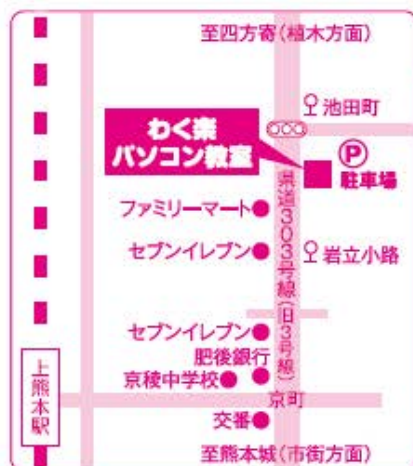 至四方寄(植木方面)
池田町
わく楽
パソコン教室
P
駐車場
ファミリーマート
セブンイレブン
岩立小路
県道303号線(旧3号線)
セブンイレブン
肥後銀行
京稜中学校
上熊本駅
京町
交番
至熊本城(市街方面)